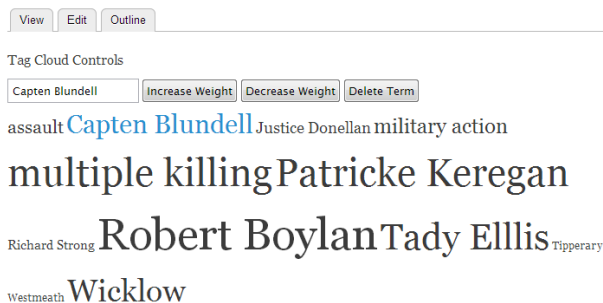 View Edit Outline
Tag Cloud Controls
Capten Blundell Increase Weight Decrease Weight Delete Term
assault Capten Blundell Justice Donellan military action
multiple killing Patricke Keregan
Richard Strong Robert Boylan Tady Elllis Tipperary
Westmeath Wicklow